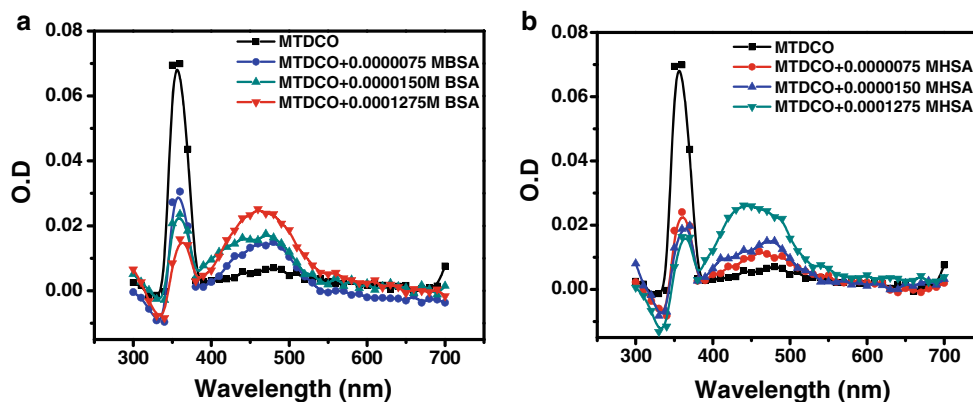 a
0.08
0.06
0.04
0.02
0.00
O.D
300 400 500 600 700
Wavelength (nm)
MTDCO
MTDCO+0.0000075 MBSA
MTDCO+0.0000150M BSA
MTDCO+0.0001275M BSA
b
0.08
0.06
0.04
0.02
0.00
O.D
300 400 500 600 700
Wavelength (nm)
MTDCO
MTDCO+0.0000075 MHSA
MTDCO+0.0000150 MHSA
MTDCO+0.0001275 MHSA